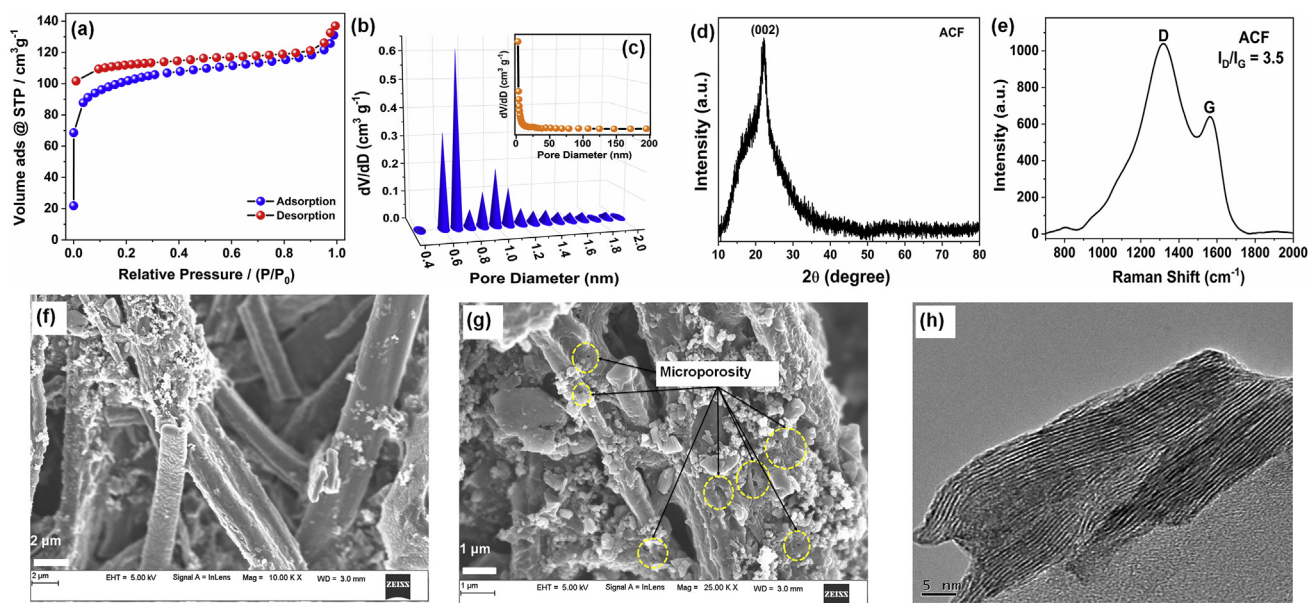 (a)
Volume ads @ STP / cm³g⁻¹
140
120
100
80
60
40
20
0
Adsorption
Desorption
0.0 0.2 0.4 0.6 0.8 1.0
Relative Pressure / (P/P₀)
(b)
dV/dD (cm³ g⁻¹)
0.6
0.5
0.4
0.3
0.2
0.1
0.0
0.4 0.6 0.8 1.0 1.2 1.4 1.6 1.8 2.0
Pore Diameter (nm)
(c)
dV/dD (cm³ g⁻¹)
0 50 100 150 200
Pore Diameter (nm)
(d)
(002)
ACF
Intensity (a.u.)
10 20 30 40 50 60 70 80
2θ (degree)
(e)
D
ACF
I_D/I_G = 3.5
G
Intensity (a.u.)
1000
800
600
400
200
0
800 1000 1200 1400 1600 1800 2000
Raman Shift (cm⁻¹)
(f)
2 µm
2 µm
EHT = 5.00 kV Signal A = InLens Mag = 10.00 K X WD = 3.0 mm
ZEISS
(g)
Microporosity
1 µm
1 µm
EHT = 5.00 kV Signal A = InLens Mag = 25.00 K X WD = 3.0 mm
ZEISS
(h)
5 nm